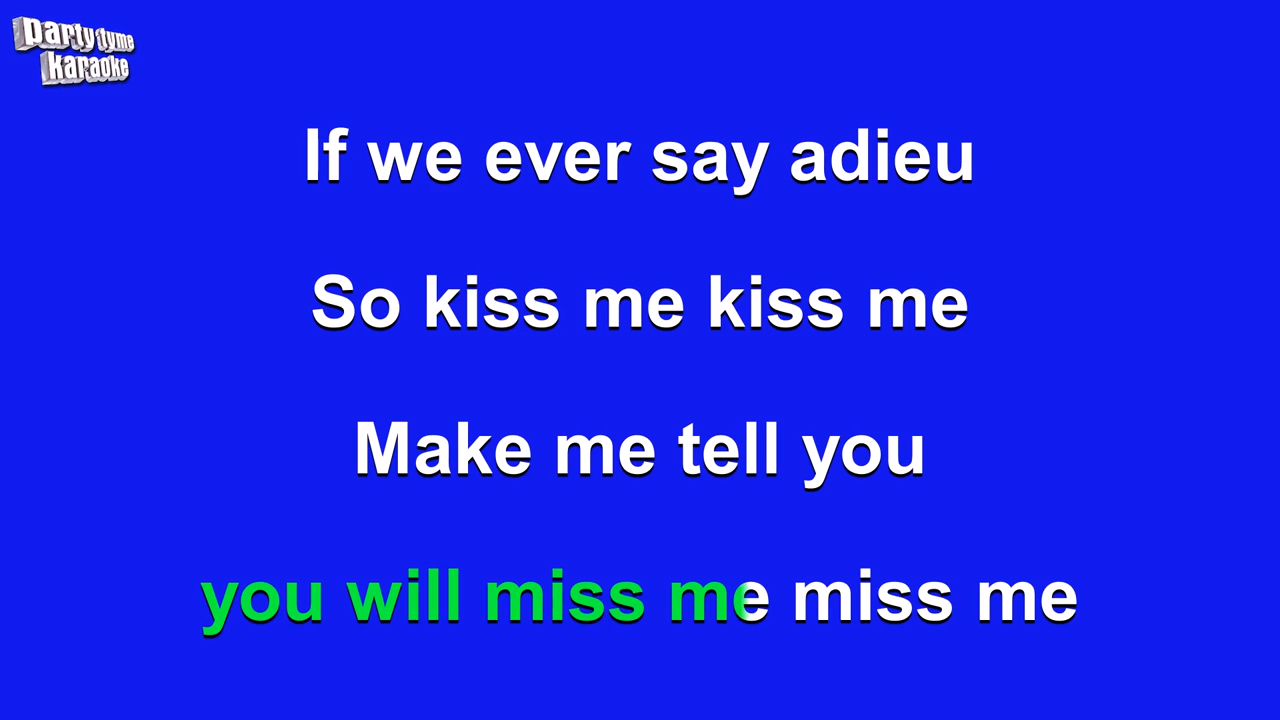 party tyme
karaoke
If we ever say adieu
So kiss me kiss me
Make me tell you
you will miss me miss me